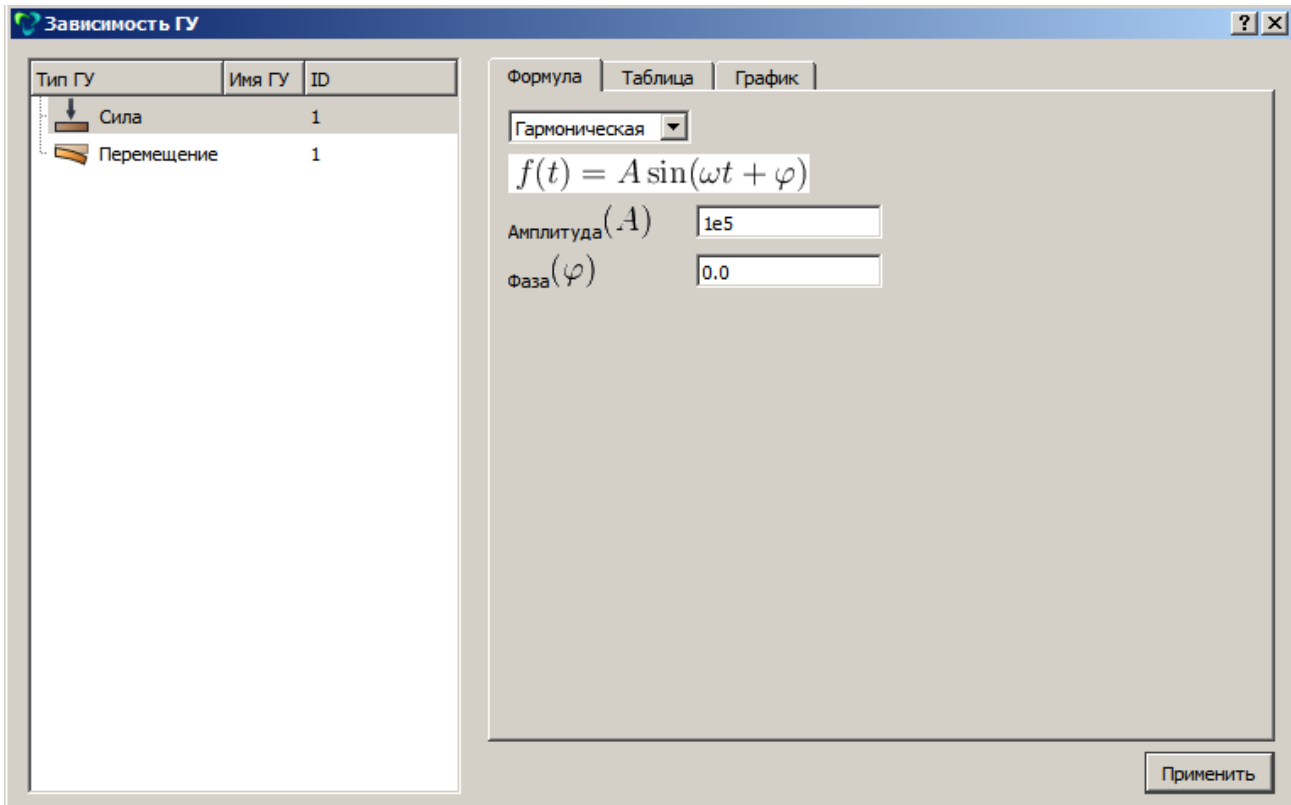 Зависимость ГУ
Тип ГУ Имя ГУ ID
Сила 1
Перемещение 1
Формула Таблица График
Гармоническая
f(t) = A sin(ωt + φ)
Амплитуда(A) 1e5
Фаза(φ) 0.0
Применить